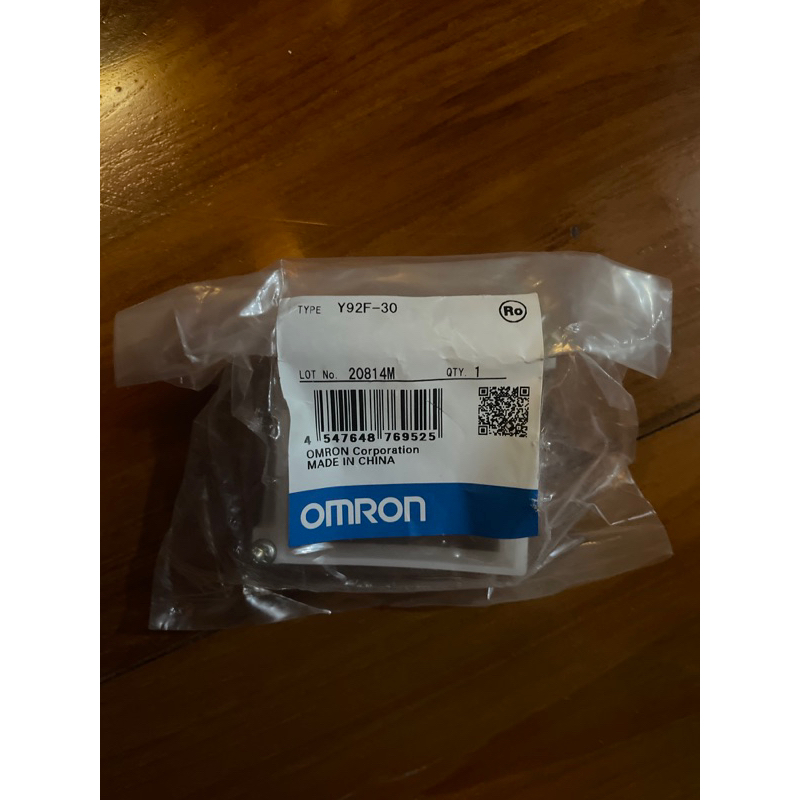 TYPE Y92F-30 Ro
LOT No. 20814M QTY. 1
4 547648 769525
OMRON Corporation
MADE IN CHINA
OMRON